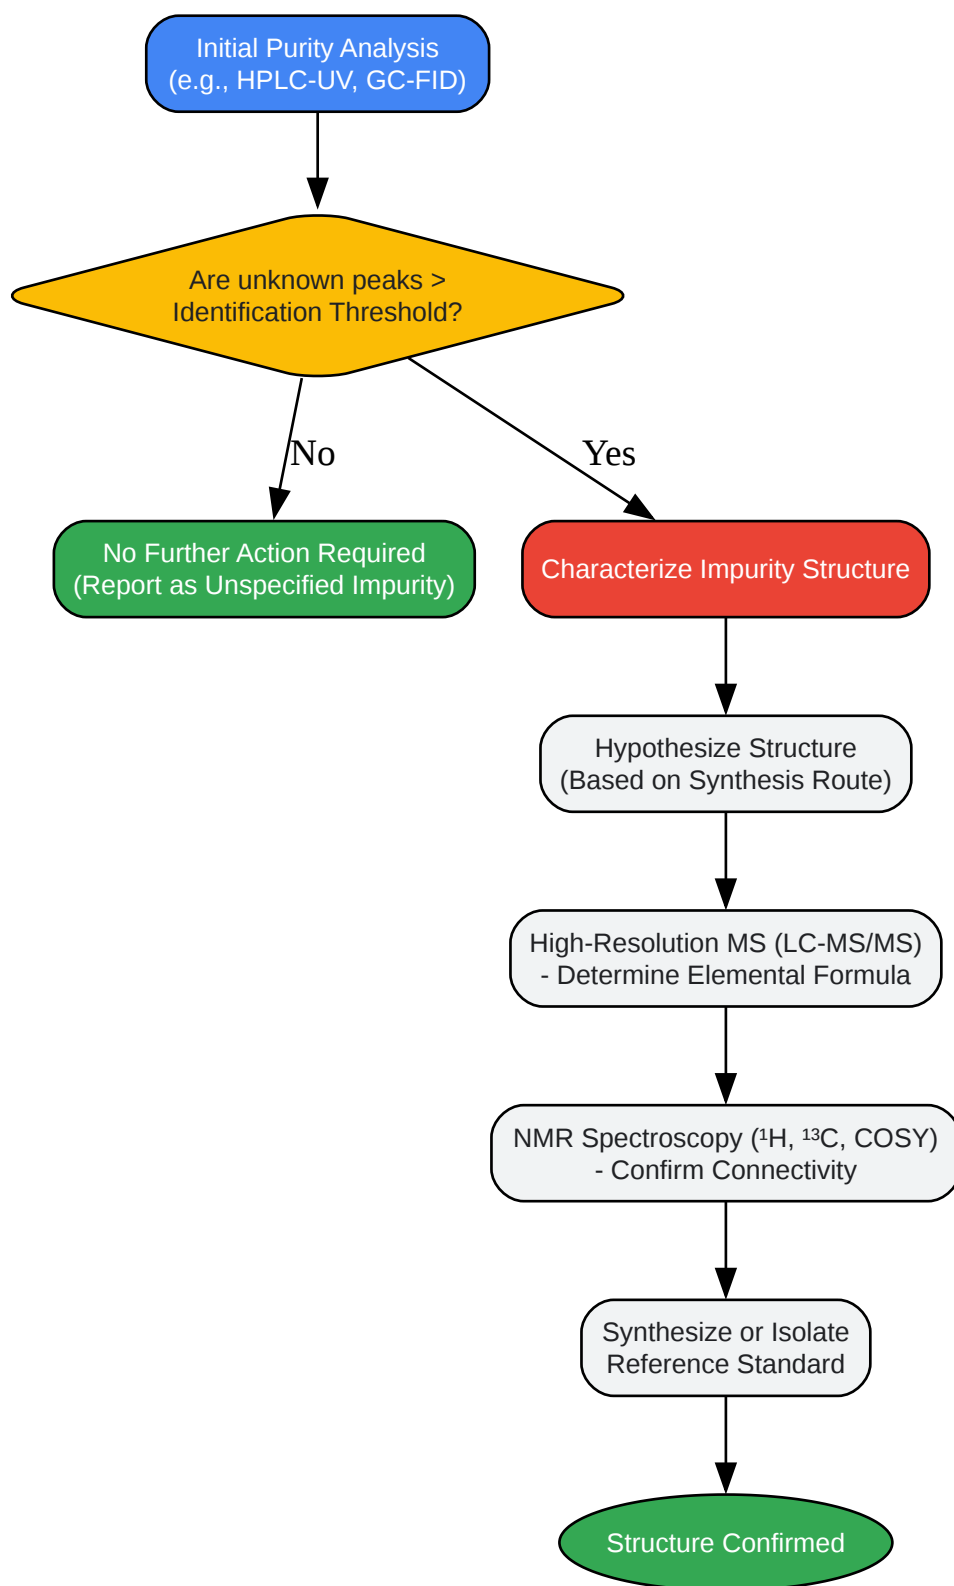 Initial Purity Analysis
(e.g., HPLC-UV, GC-FID)
Are unknown peaks >
Identification Threshold?
No
Yes
No Further Action Required
(Report as Unspecified Impurity)
Characterize Impurity Structure
Hypothesize Structure
(Based on Synthesis Route)
High-Resolution MS (LC-MS/MS)
- Determine Elemental Formula
NMR Spectroscopy (¹H, ¹³C, COSY)
- Confirm Connectivity
Synthesize or Isolate
Reference Standard
Structure Confirmed